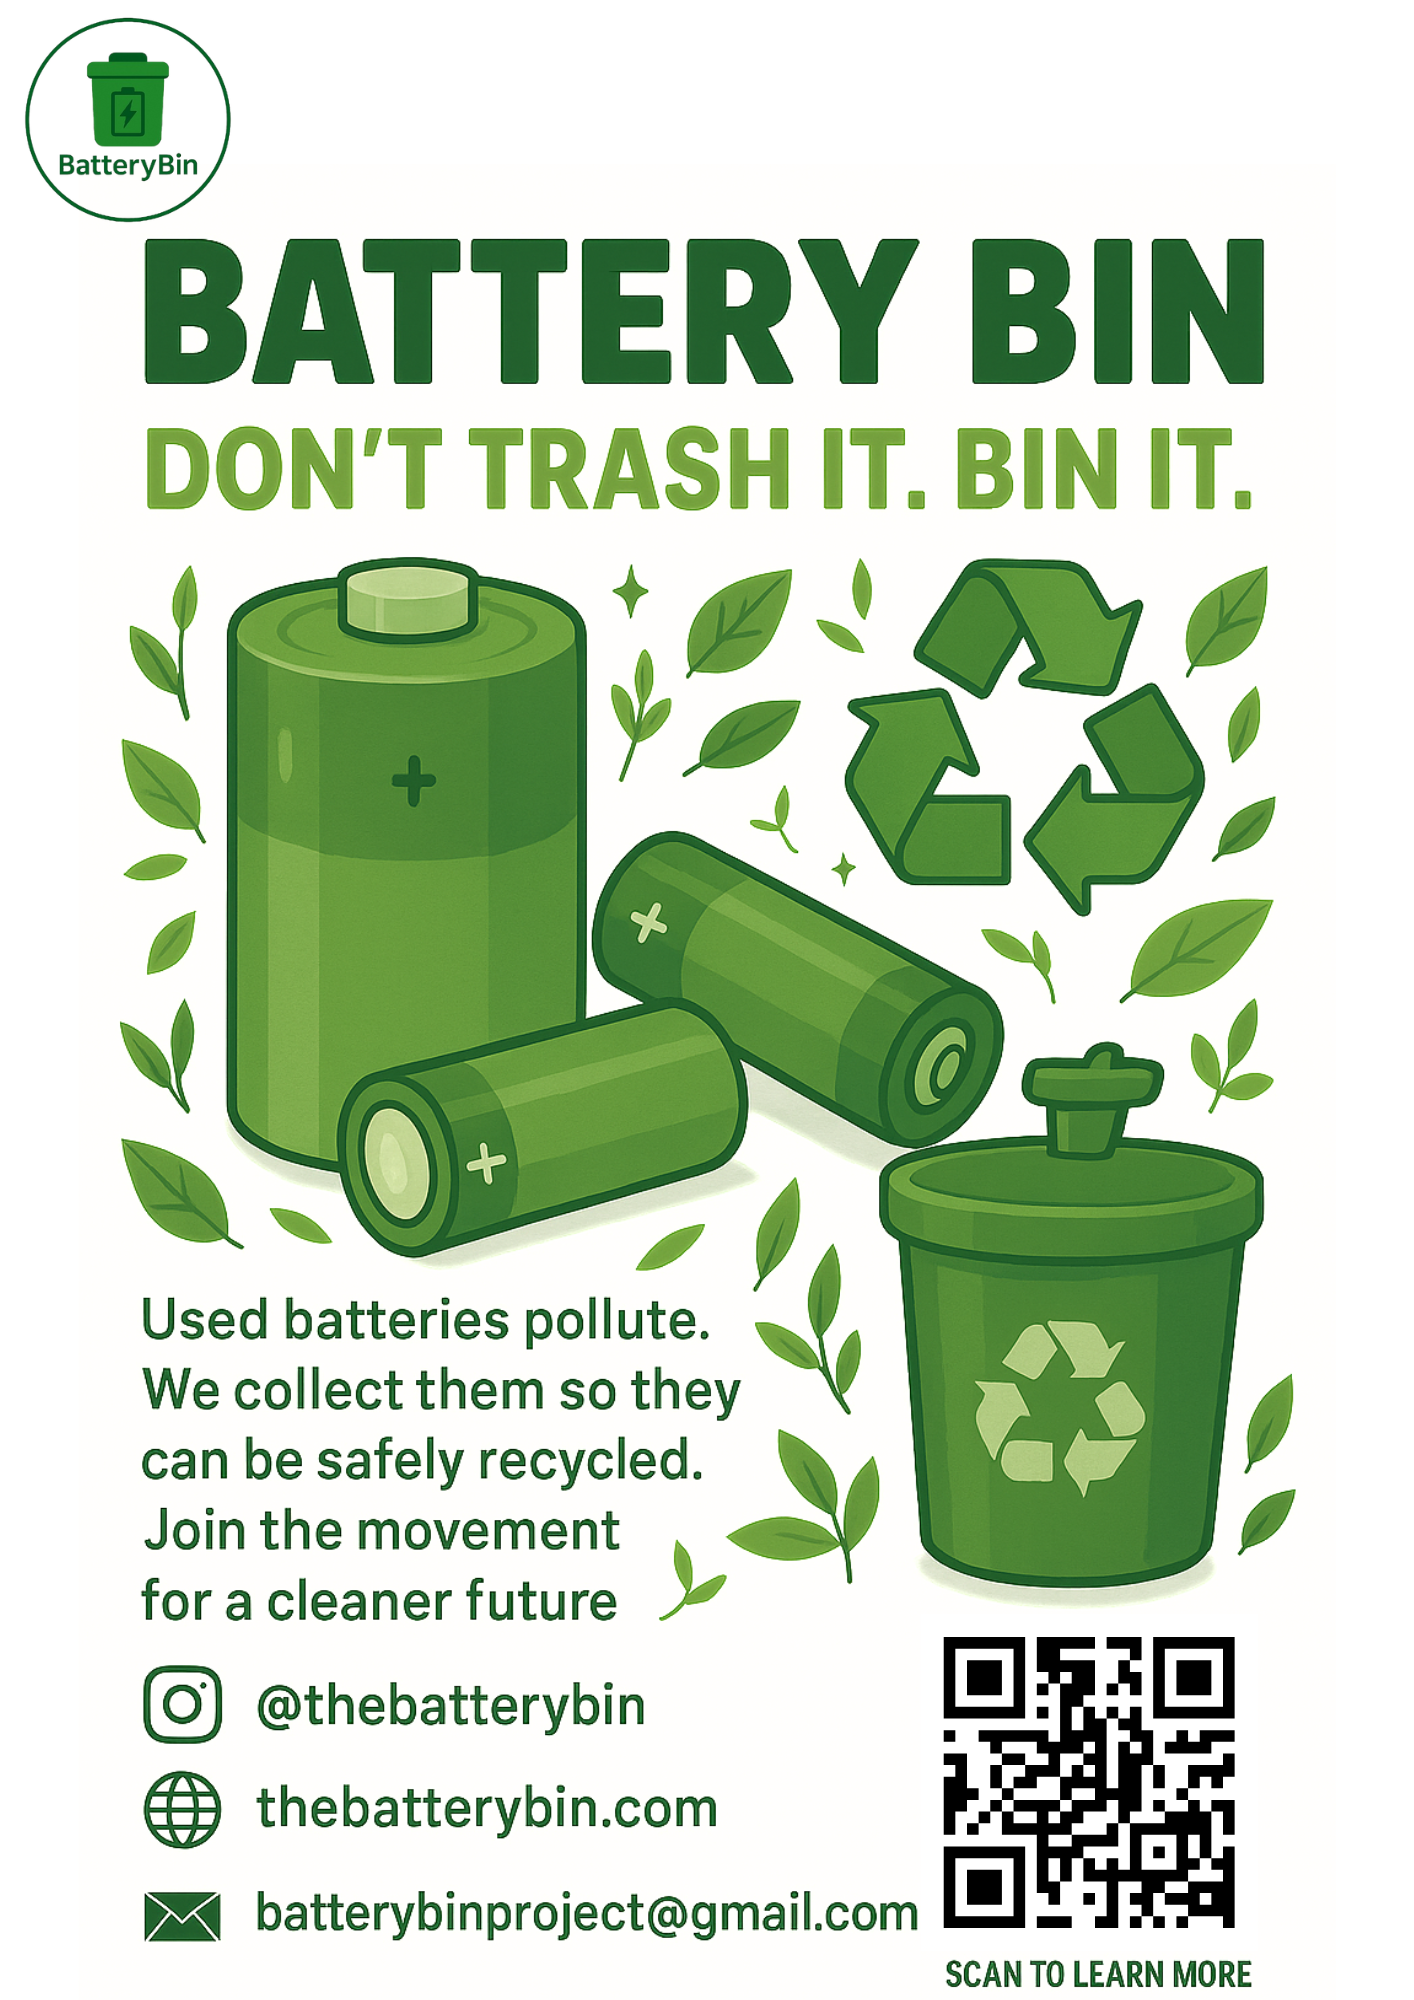 BatteryBin
BATTERY BIN
DON'T TRASH IT. BIN IT.
Used batteries pollute.
We collect them so they
can be safely recycled.
Join the movement
for a cleaner future
@thebatterybin
thebatterybin.com
batterybinproject@gmail.com
SCAN TO LEARN MORE